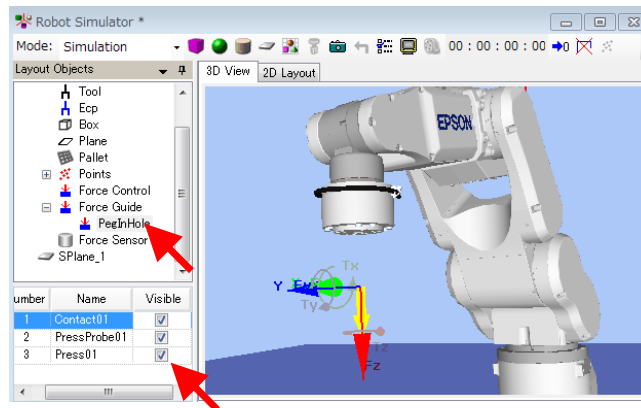 Robot Simulator *
Mode: Simulation
00 : 00 : 00 : 00
Layout Objects
3D View
2D Layout
Tool
Ecp
Box
Plane
Pallet
Points
Force Control
Force Guide
PegInHole
Force Sensor
SPlane_1
umber Name Visible
1 Contact01
2 PressProbe01
3 Press01
EPSON
Tx
Y
Ty
Tz
Fz